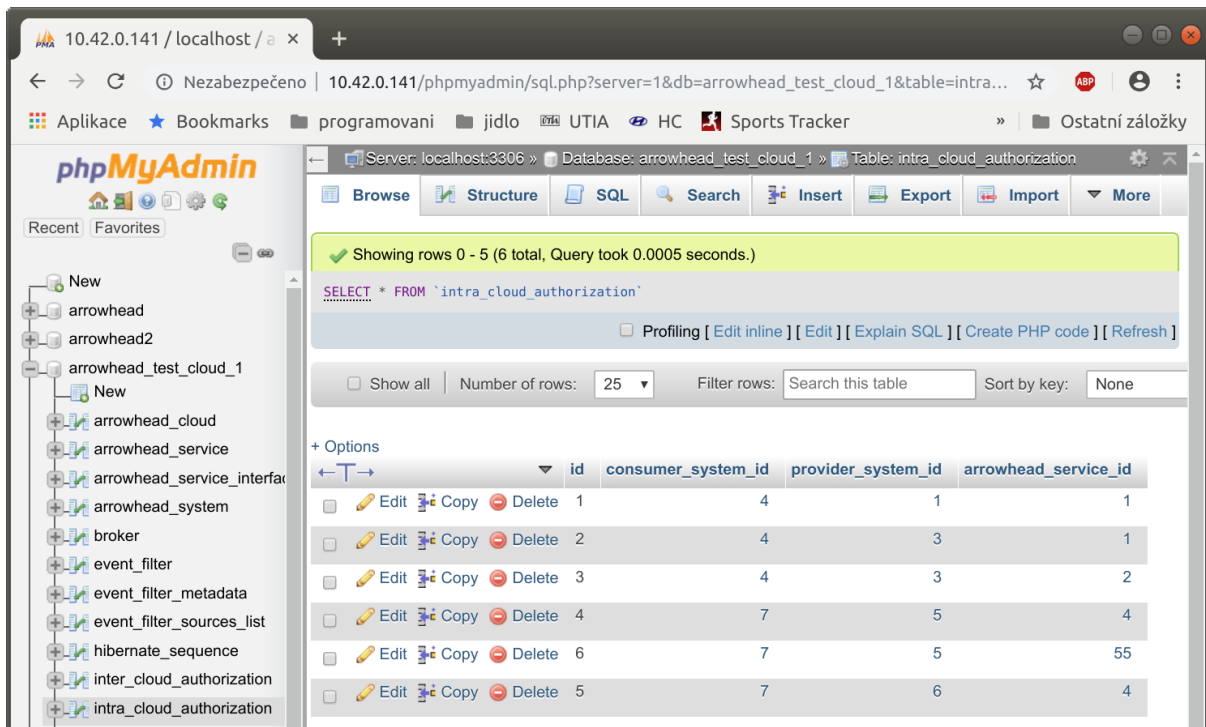 10.42.0.141 / localhost / a × +
Nezabezpečeno | 10.42.0.141/phpmyadmin/sql.php?server=1&db=arrowhead_test_cloud_1&table=intra... ABP
Aplikace Bookmarks programovani jidlo UTIA HC Sports Tracker » Ostatní záložky
phpMyAdmin
Recent Favorites
New
arrowhead
arrowhead2
arrowhead_test_cloud_1
New
arrowhead_cloud
arrowhead_service
arrowhead_service_interfa
arrowhead_system
broker
event_filter
event_filter_metadata
event_filter_sources_list
hibernate_sequence
inter_cloud_authorization
intra_cloud_authorization
Server: localhost:3306 » Database: arrowhead_test_cloud_1 » Table: intra_cloud_authorization
Browse Structure SQL Search Insert Export Import More
Showing rows 0 - 5 (6 total, Query took 0.0005 seconds.)
SELECT * FROM `intra_cloud_authorization`
Profiling [ Edit inline ] [ Edit ] [ Explain SQL ] [ Create PHP code ] [ Refresh ]
Show all | Number of rows: 25 Filter rows: Search this table Sort by key: None
+ Options
←T→ id consumer_system_id provider_system_id arrowhead_service_id
Edit Copy Delete 1 4 1 1
Edit Copy Delete 2 4 3 1
Edit Copy Delete 3 4 3 2
Edit Copy Delete 4 7 5 4
Edit Copy Delete 6 7 5 55
Edit Copy Delete 5 7 6 4